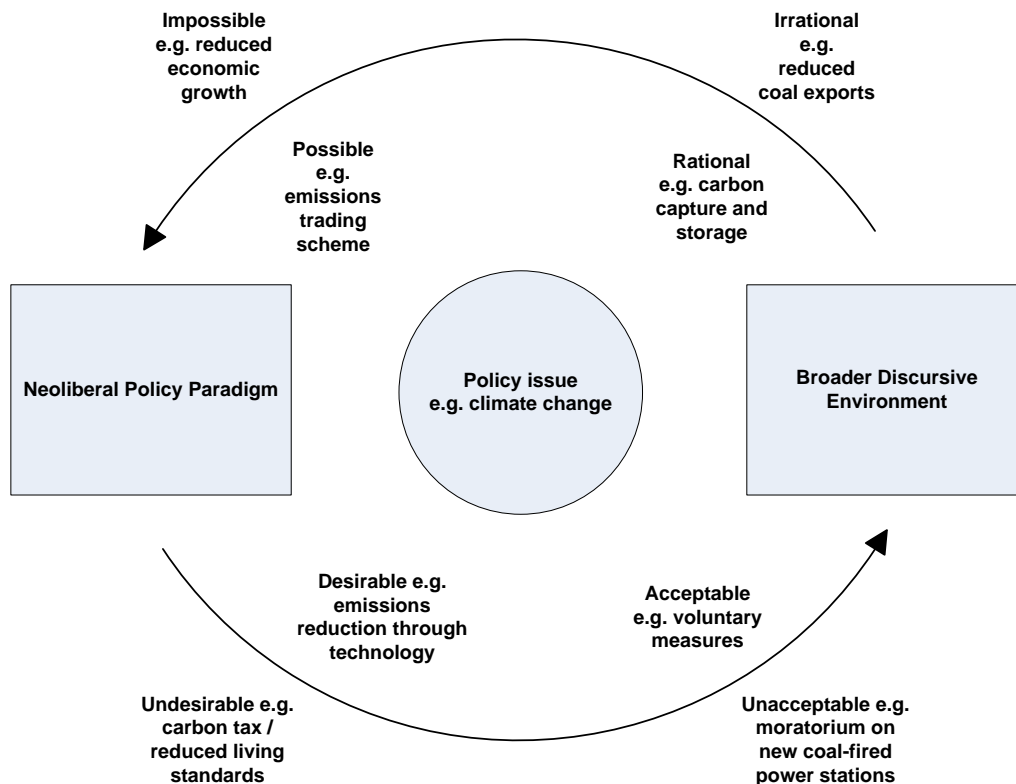 Impossible
e.g. reduced
economic
growth
Irrational
e.g.
reduced
coal exports
Possible
e.g.
emissions
trading
scheme
Rational
e.g. carbon
capture and
storage
Neoliberal Policy Paradigm
Policy issue
e.g. climate change
Broader Discursive
Environment
Desirable e.g.
emissions
reduction through
technology
Acceptable
e.g. voluntary
measures
Undesirable e.g.
carbon tax /
reduced living
standards
Unacceptable e.g.
moratorium on
new coal-fired
power stations